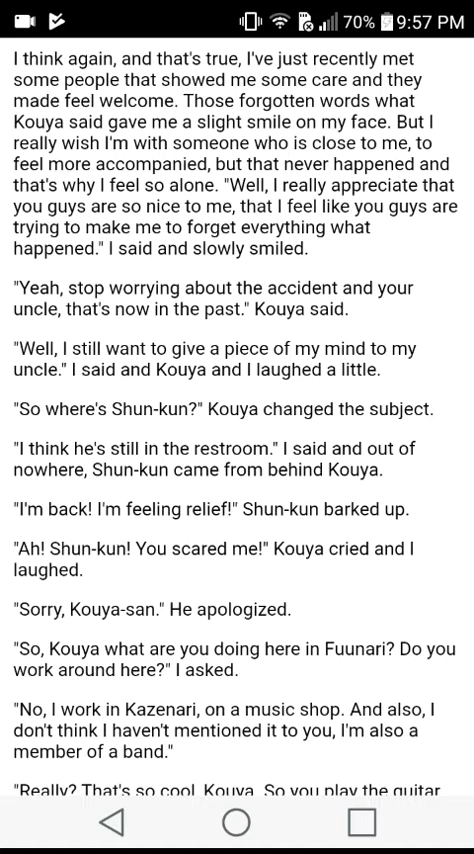 70% 9:57 PM
I think again, and that's true, I've just recently met
some people that showed me some care and they
made feel welcome. Those forgotten words what
Kouya said gave me a slight smile on my face. But I
really wish I'm with someone who is close to me, to
feel more accompanied, but that never happened and
that's why I feel so alone. "Well, I really appreciate that
you guys are so nice to me, that I feel like you guys are
trying to make me to forget everything what
happened." I said and slowly smiled.
"Yeah, stop worrying about the accident and your
uncle, that's now in the past." Kouya said.
"Well, I still want to give a piece of my mind to my
uncle." I said and Kouya and I laughed a little.
"So where's Shun-kun?" Kouya changed the subject.
"I think he's still in the restroom." I said and out of
nowhere, Shun-kun came from behind Kouya.
"I'm back! I'm feeling relief!" Shun-kun barked up.
"Ah! Shun-kun! You scared me!" Kouya cried and I
laughed.
"Sorry, Kouya-san." He apologized.
"So, Kouya what are you doing here in Fuunari? Do you
work around here?" I asked.
"No, I work in Kazenari, on a music shop. And also, I
don't think I haven't mentioned it to you, I'm also a
member of a band."
"Really? That's so cool, Kouya. So you play the guitar